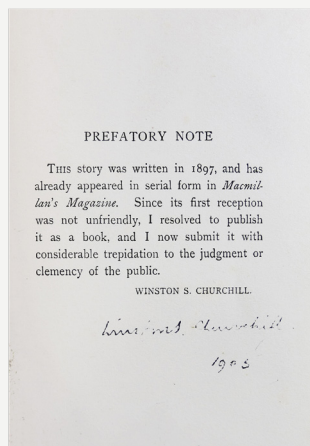 PREFATORY NOTE
THIS story was written in 1897, and has
already appeared in serial form in Macmil-
lan's Magazine. Since its first reception
was not unfriendly, I resolved to publish
it as a book, and I now submit it with
considerable trepidation to the judgment or
clemency of the public.
WINSTON S. CHURCHILL.
Winston S. Churchill
1903